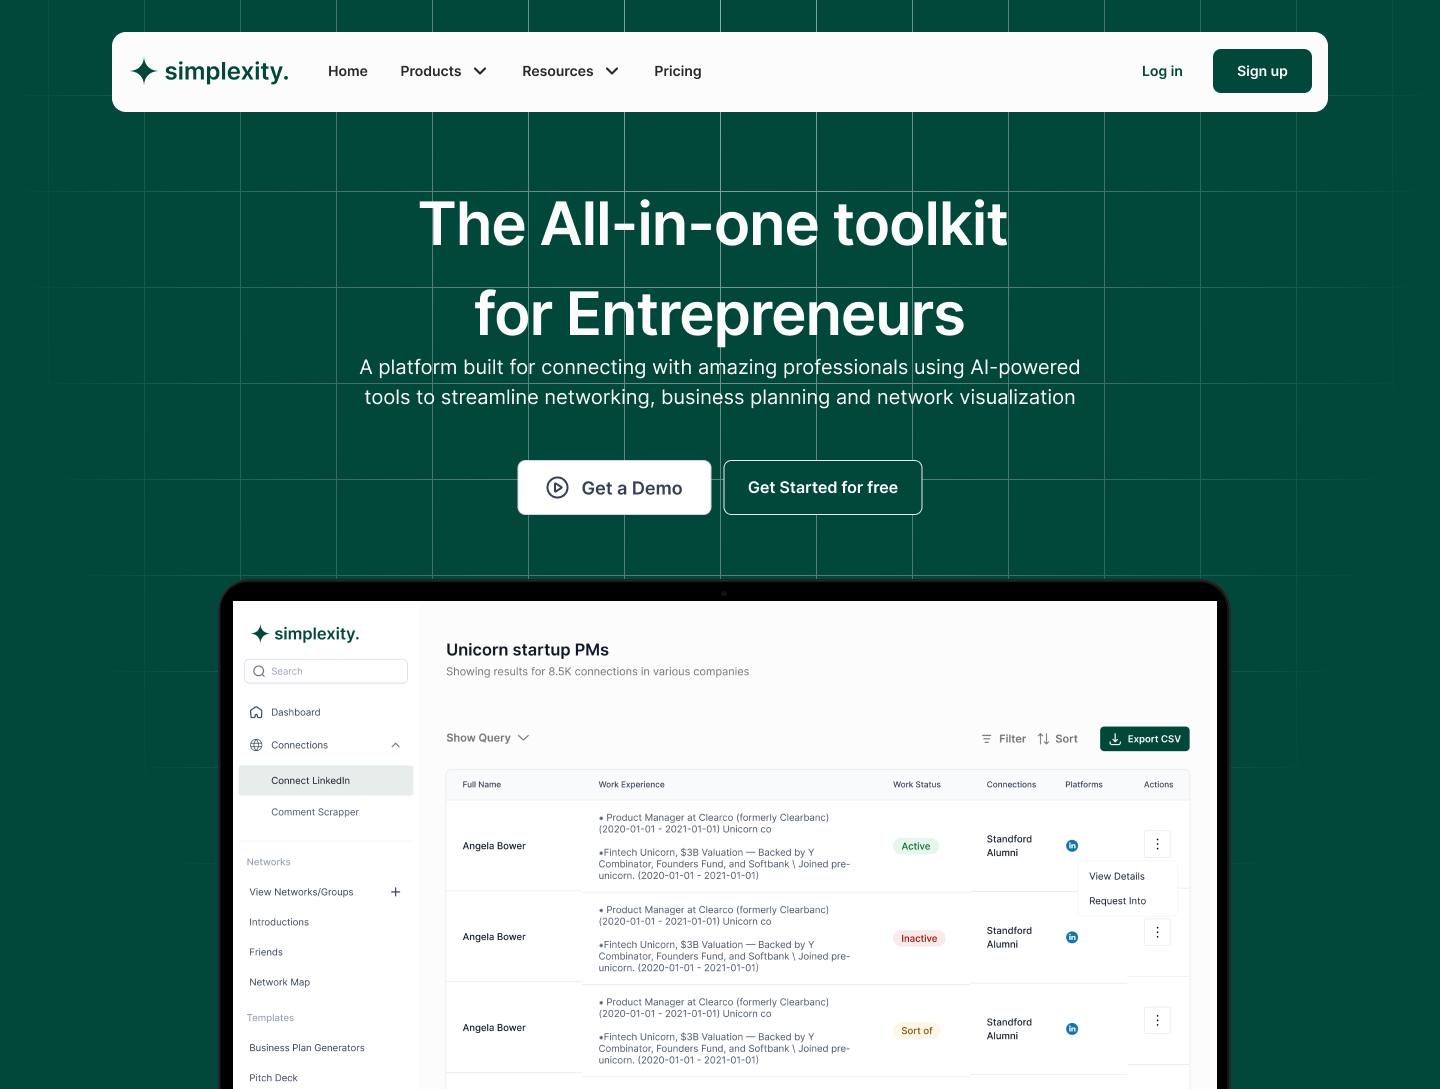 simplexity.
Home
Products
Resources
Pricing
Log in
Sign up
The All-in-one toolkit
for Entrepreneurs
A platform built for connecting with amazing professionals using AI-powered
tools to streamline networking, business planning and network visualization
Get a Demo
Get Started for free
simplexity.
Search
Dashboard
Connections
Connect LinkedIn
Comment Scrapper
Networks
View Networks/Groups
Introductions
Friends
Network Map
Templates
Business Plan Generators
Pitch Deck
Unicorn startup PMs
Showing results for 8.5K connections in various companies
Show Query
Filter
Sort
Export CSV
Full Name
Work Experience
Work Status
Connections
Platforms
Actions
Angela Bower
• Product Manager at Clearco (formerly Clearbanc)
(2020-01-01 - 2021-01-01) Unicorn co
•Fintech Unicorn, $3B Valuation — Backed by Y
Combinator, Founders Fund, and Softbank \ Joined pre-
unicorn. (2020-01-01 - 2021-01-01)
Active
Standford
Alumni
in
View Details
Request Into
Angela Bower
• Product Manager at Clearco (formerly Clearbanc)
(2020-01-01 - 2021-01-01) Unicorn co
•Fintech Unicorn, $3B Valuation — Backed by Y
Combinator, Founders Fund, and Softbank \ Joined pre-
unicorn. (2020-01-01 - 2021-01-01)
Inactive
Standford
Alumni
in
Angela Bower
• Product Manager at Clearco (formerly Clearbanc)
(2020-01-01 - 2021-01-01) Unicorn co
•Fintech Unicorn, $3B Valuation — Backed by Y
Combinator, Founders Fund, and Softbank \ Joined pre-
unicorn. (2020-01-01 - 2021-01-01)
Sort of
Standford
Alumni
in